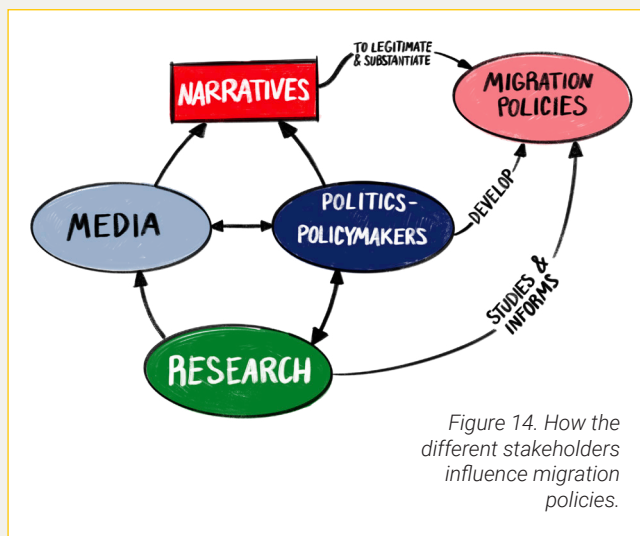 TO LEGITIMATE
& SUBSTANTIATE
NARRATIVES
MIGRATION
POLICIES
MEDIA
POLITICS-
POLICYMAKERS
DEVELOP
RESEARCH
STUDIES &
INFORMS
Figure 14. How the
different stakeholders
influence migration
policies.